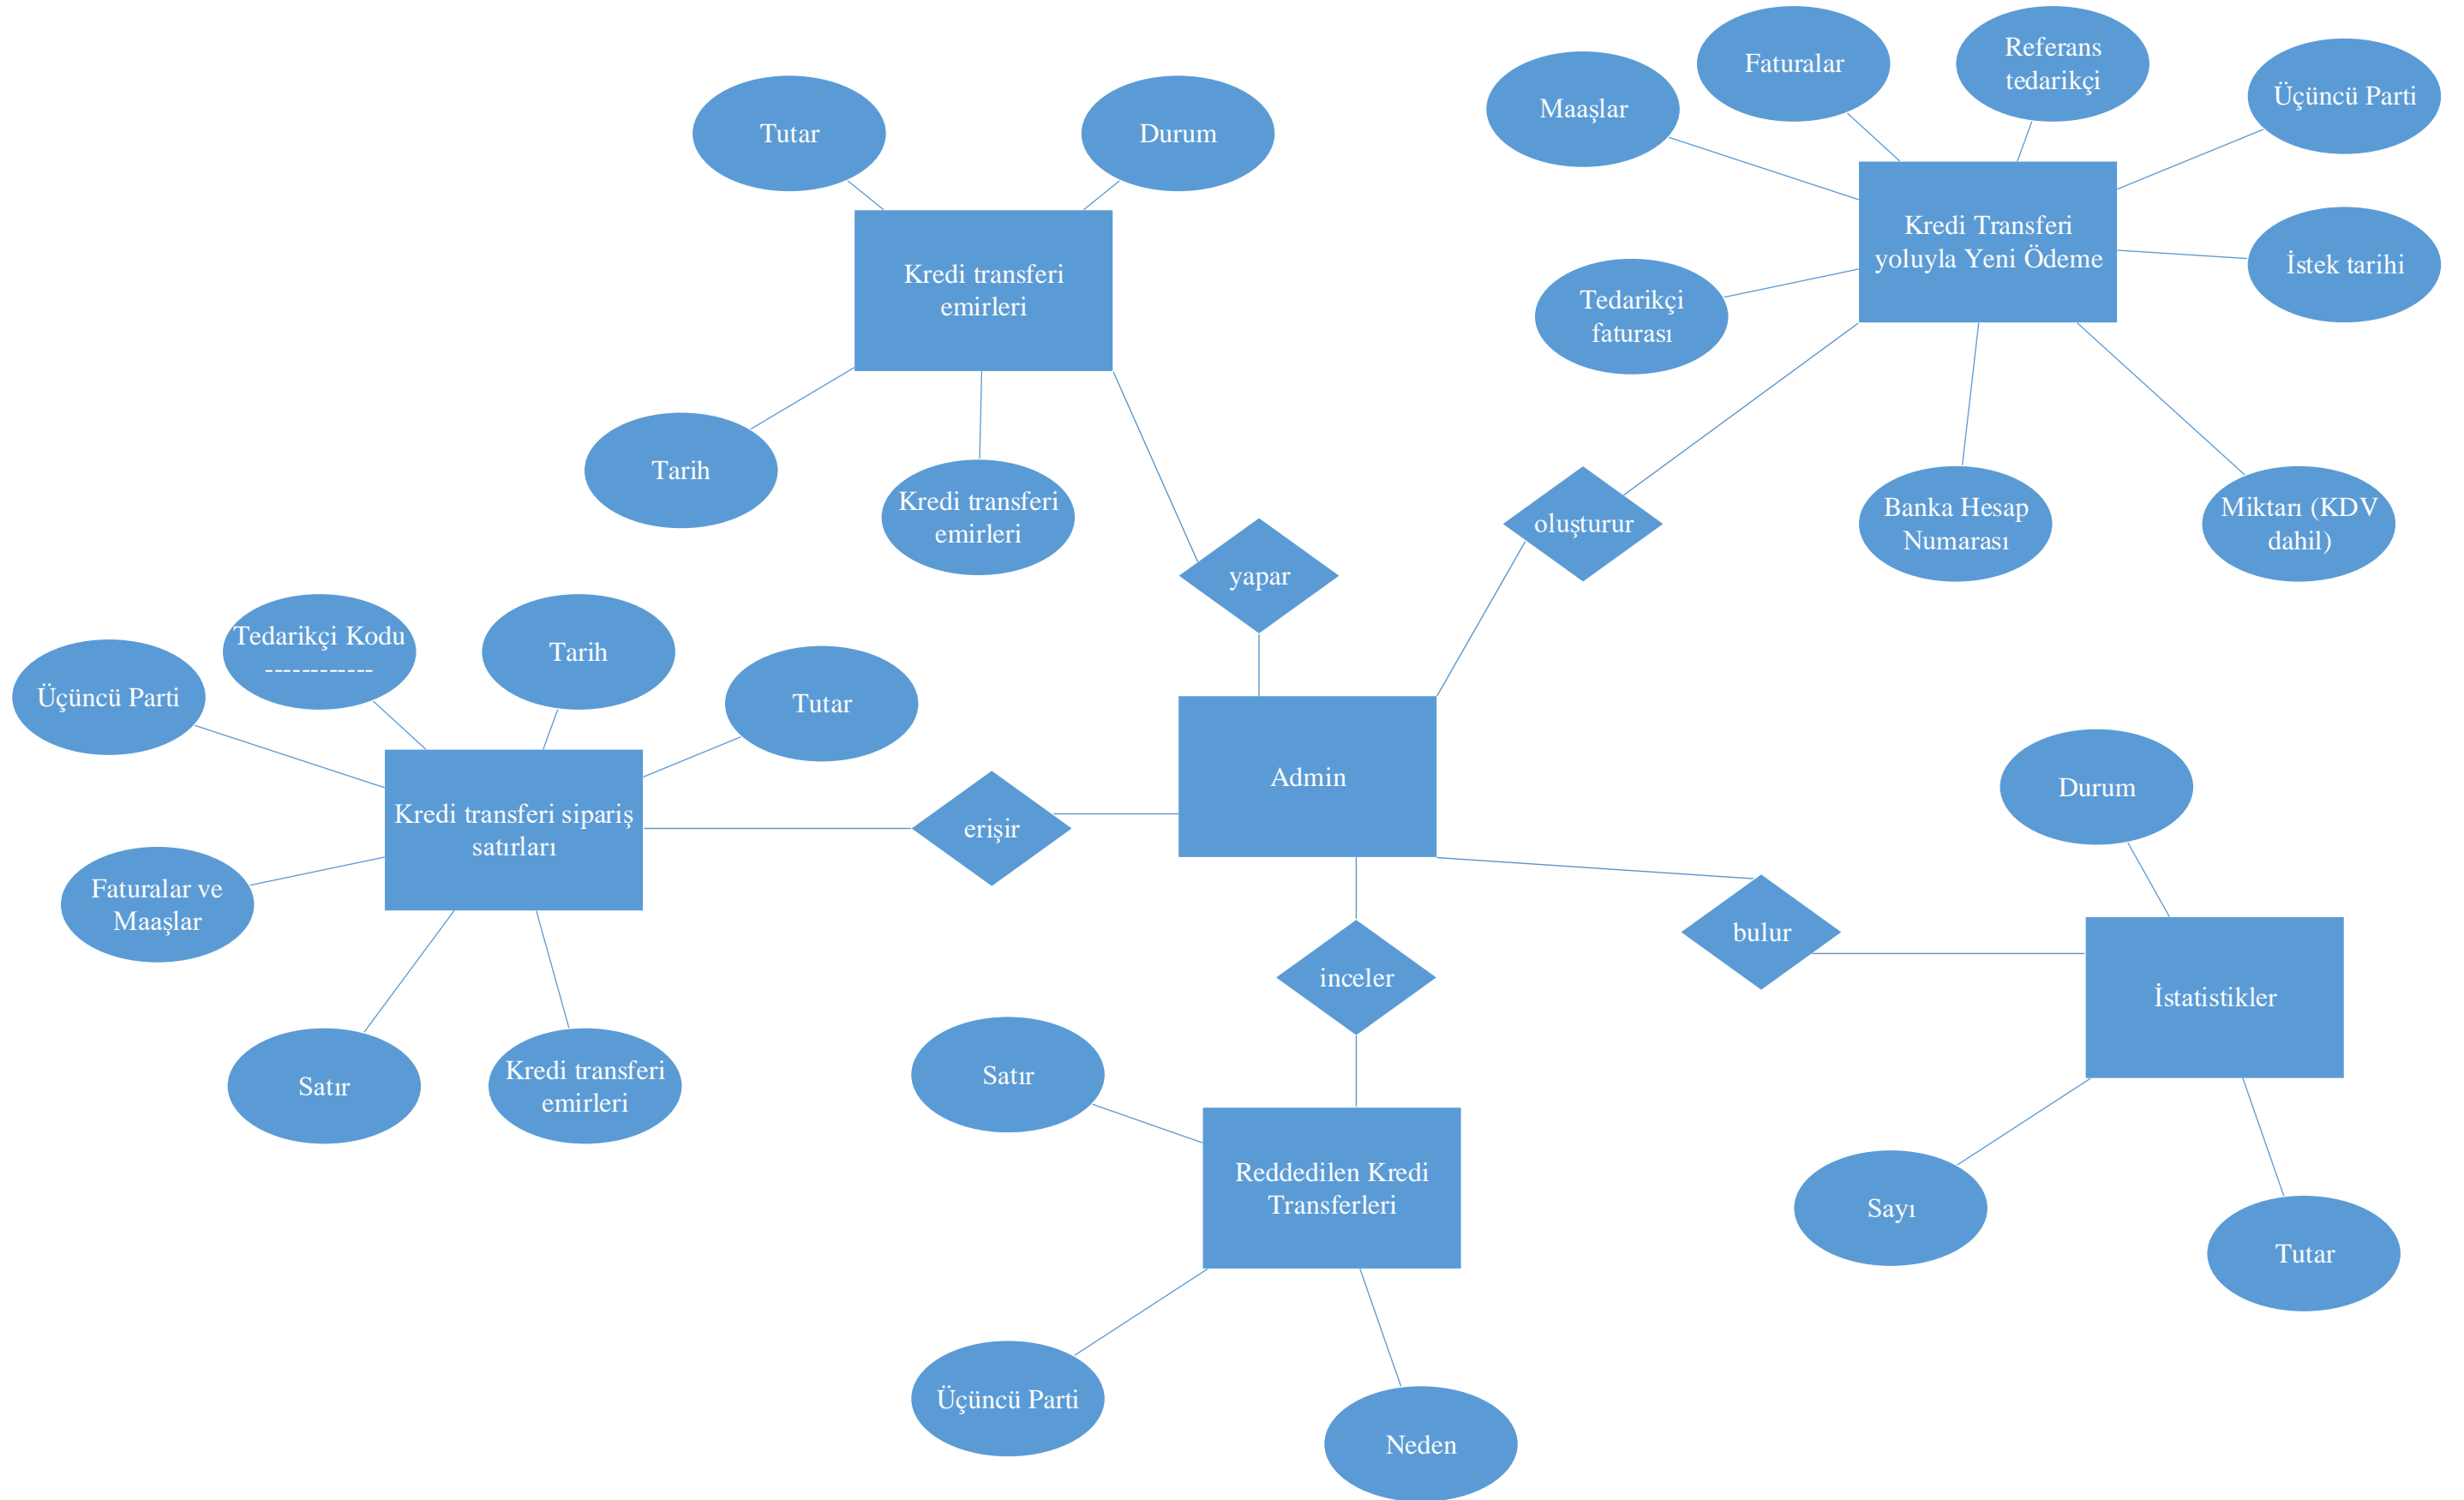 Faturalar
Referans
tedarikçi
Üçüncü Parti
Maaşlar
Tutar
Durum
Kredi Transferi
yoluyla Yeni Ödeme
İstek tarihi
Kredi transferi
emirleri
Tedarikçi
faturası
Tarih
Kredi transferi
emirleri
oluşturur
Banka Hesap
Numarası
Miktarı (KDV
dahil)
yapar
Tedarikçi Kodu
------------
Tarih
Üçüncü Parti
Tutar
Admin
Durum
Kredi transferi sipariş
satırları
erişir
Faturalar ve
Maaşlar
bulur
inceler
İstatistikler
Satır
Kredi transferi
emirleri
Satır
Reddedilen Kredi
Transferleri
Sayı
Tutar
Üçüncü Parti
Neden